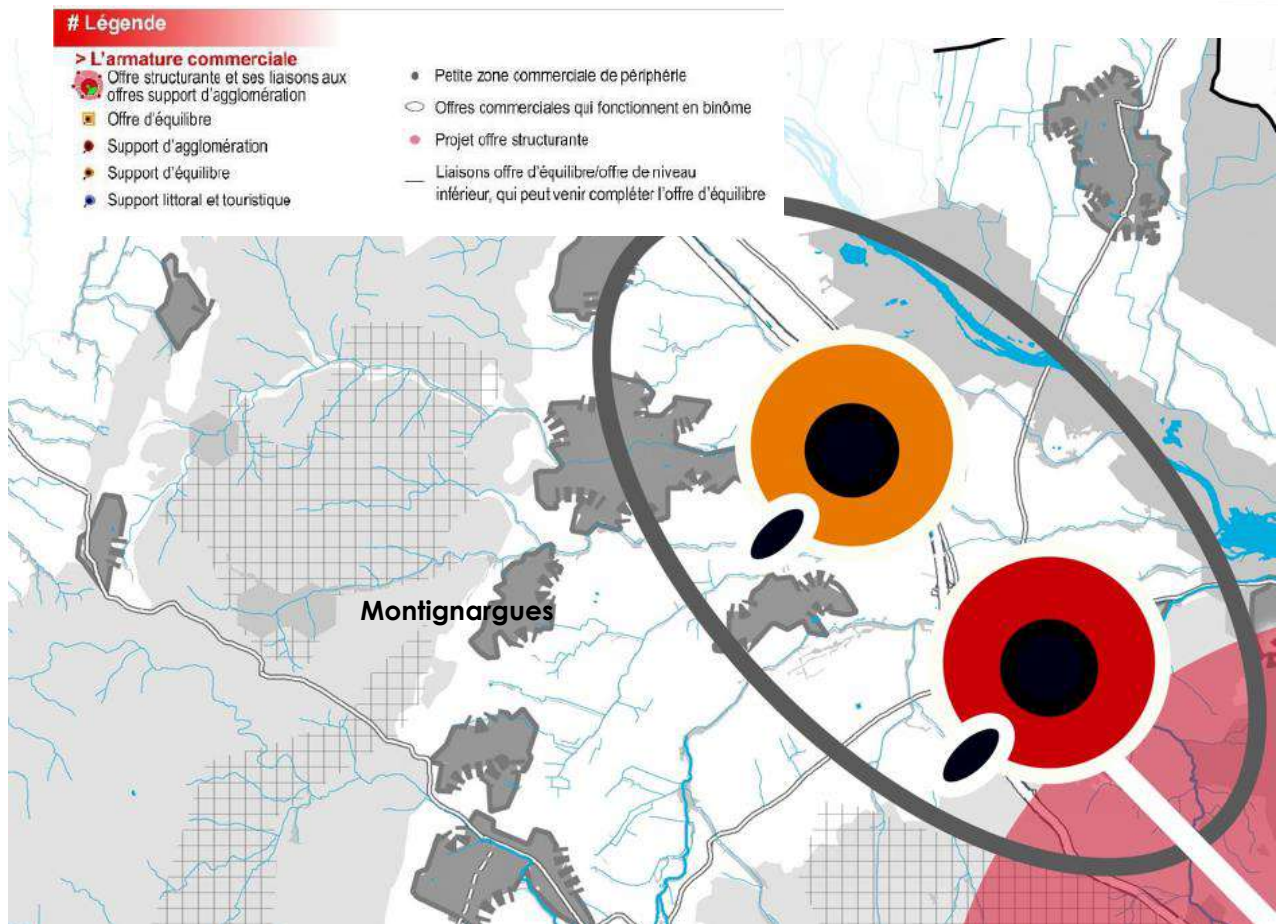 # Légende
> L'armature commerciale
Offre structurante et ses liaisons aux
offres support d'agglomération
Offre d'équilibre
Support d'agglomération
Support d'équilibre
Support littoral et touristique
Petite zone commerciale de périphérie
Offres commerciales qui fonctionnent en binôme
Projet offre structurante
Liaisons offre d'équilibre/offre de niveau
inférieur, qui peut venir compléter l'offre d'équilibre
Montignargues